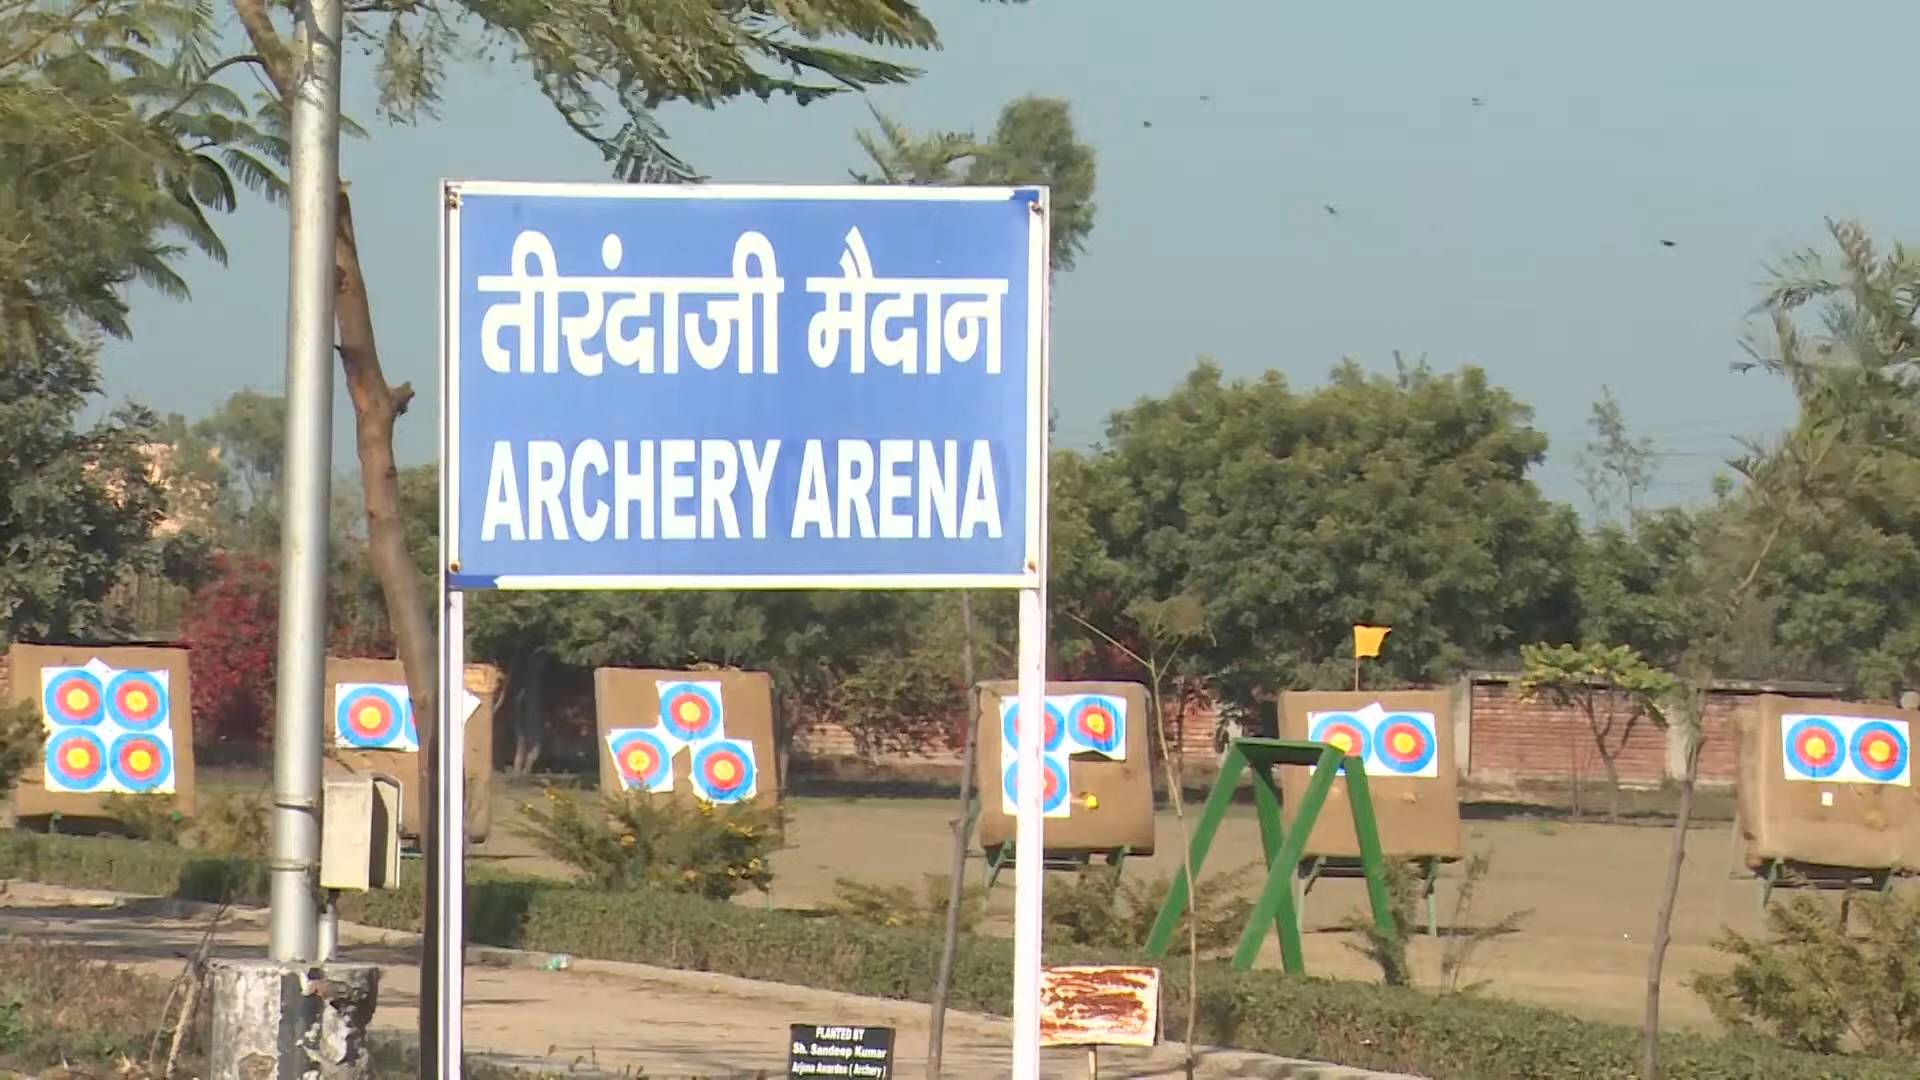 तीरंदाजी मैदान
ARCHERY ARENA
PLANTED BY
Sh. Sandeep Kumar
Arjuna Awardee ( Archery )